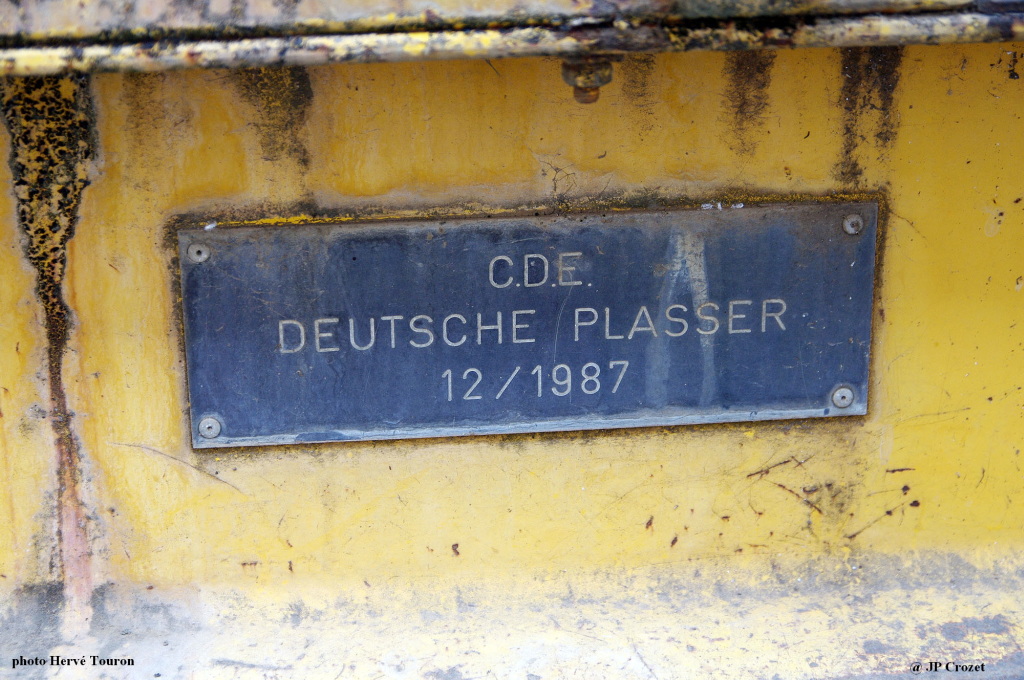 C.D.E.
DEUTSCHE PLASSER
12/1987
photo Hervé Touron
@ JP Crozet